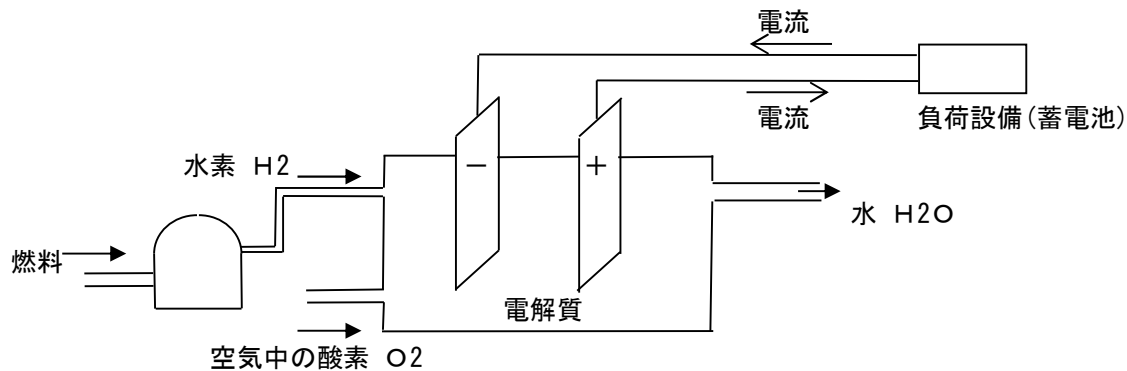 電流
電流
負荷設備(蓄電池)
水素 H2
－
＋
水 H2O
燃料
電解質
空気中の酸素 O2